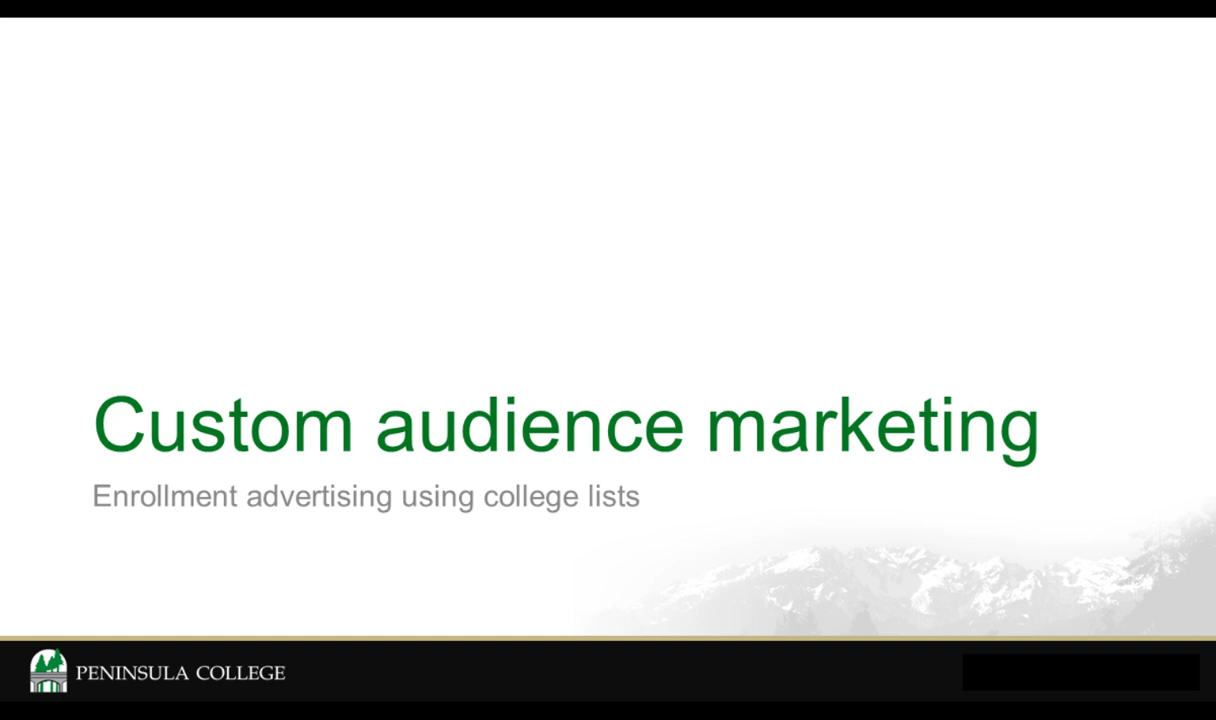 Custom audience marketing
Enrollment advertising using college lists
PENINSULA COLLEGE